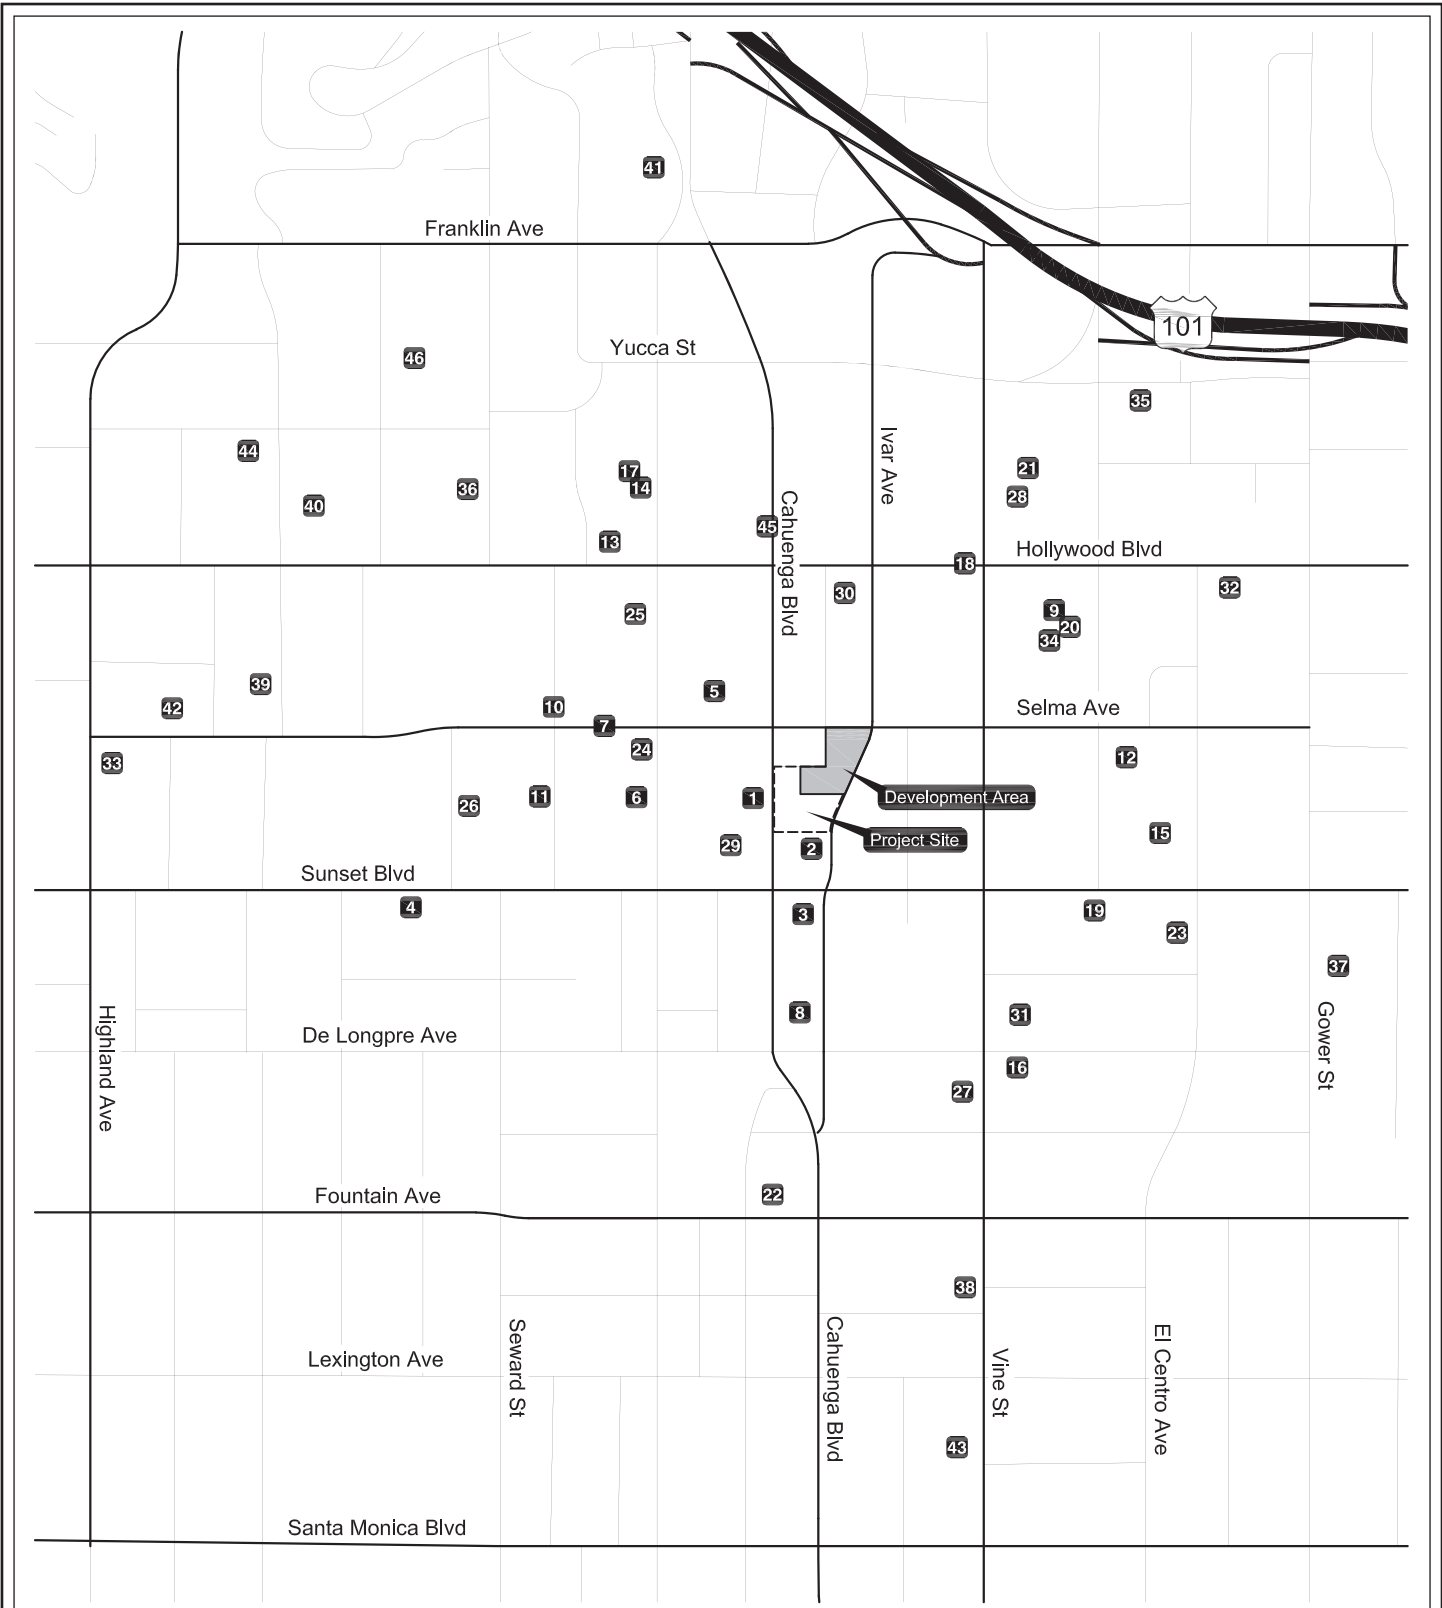 41
Franklin Ave
101
Yucca St
46
35
Ivar Ave
44
17
21
14
36
28
40
Cahuenga Blvd
45
13
Hollywood Blvd
18
32
30
9
25
20
34
39
5
10
42
Selma Ave
7
24
12
33
11
6
1
Development Area
26
15
Project Site
29
2
Sunset Blvd
4
19
3
23
37
8
31
Highland Ave
De Longpre Ave
Gower St
16
27
22
Fountain Ave
38
Seward St
Cahuenga Blvd
Vine St
El Centro Ave
Lexington Ave
43
Santa Monica Blvd